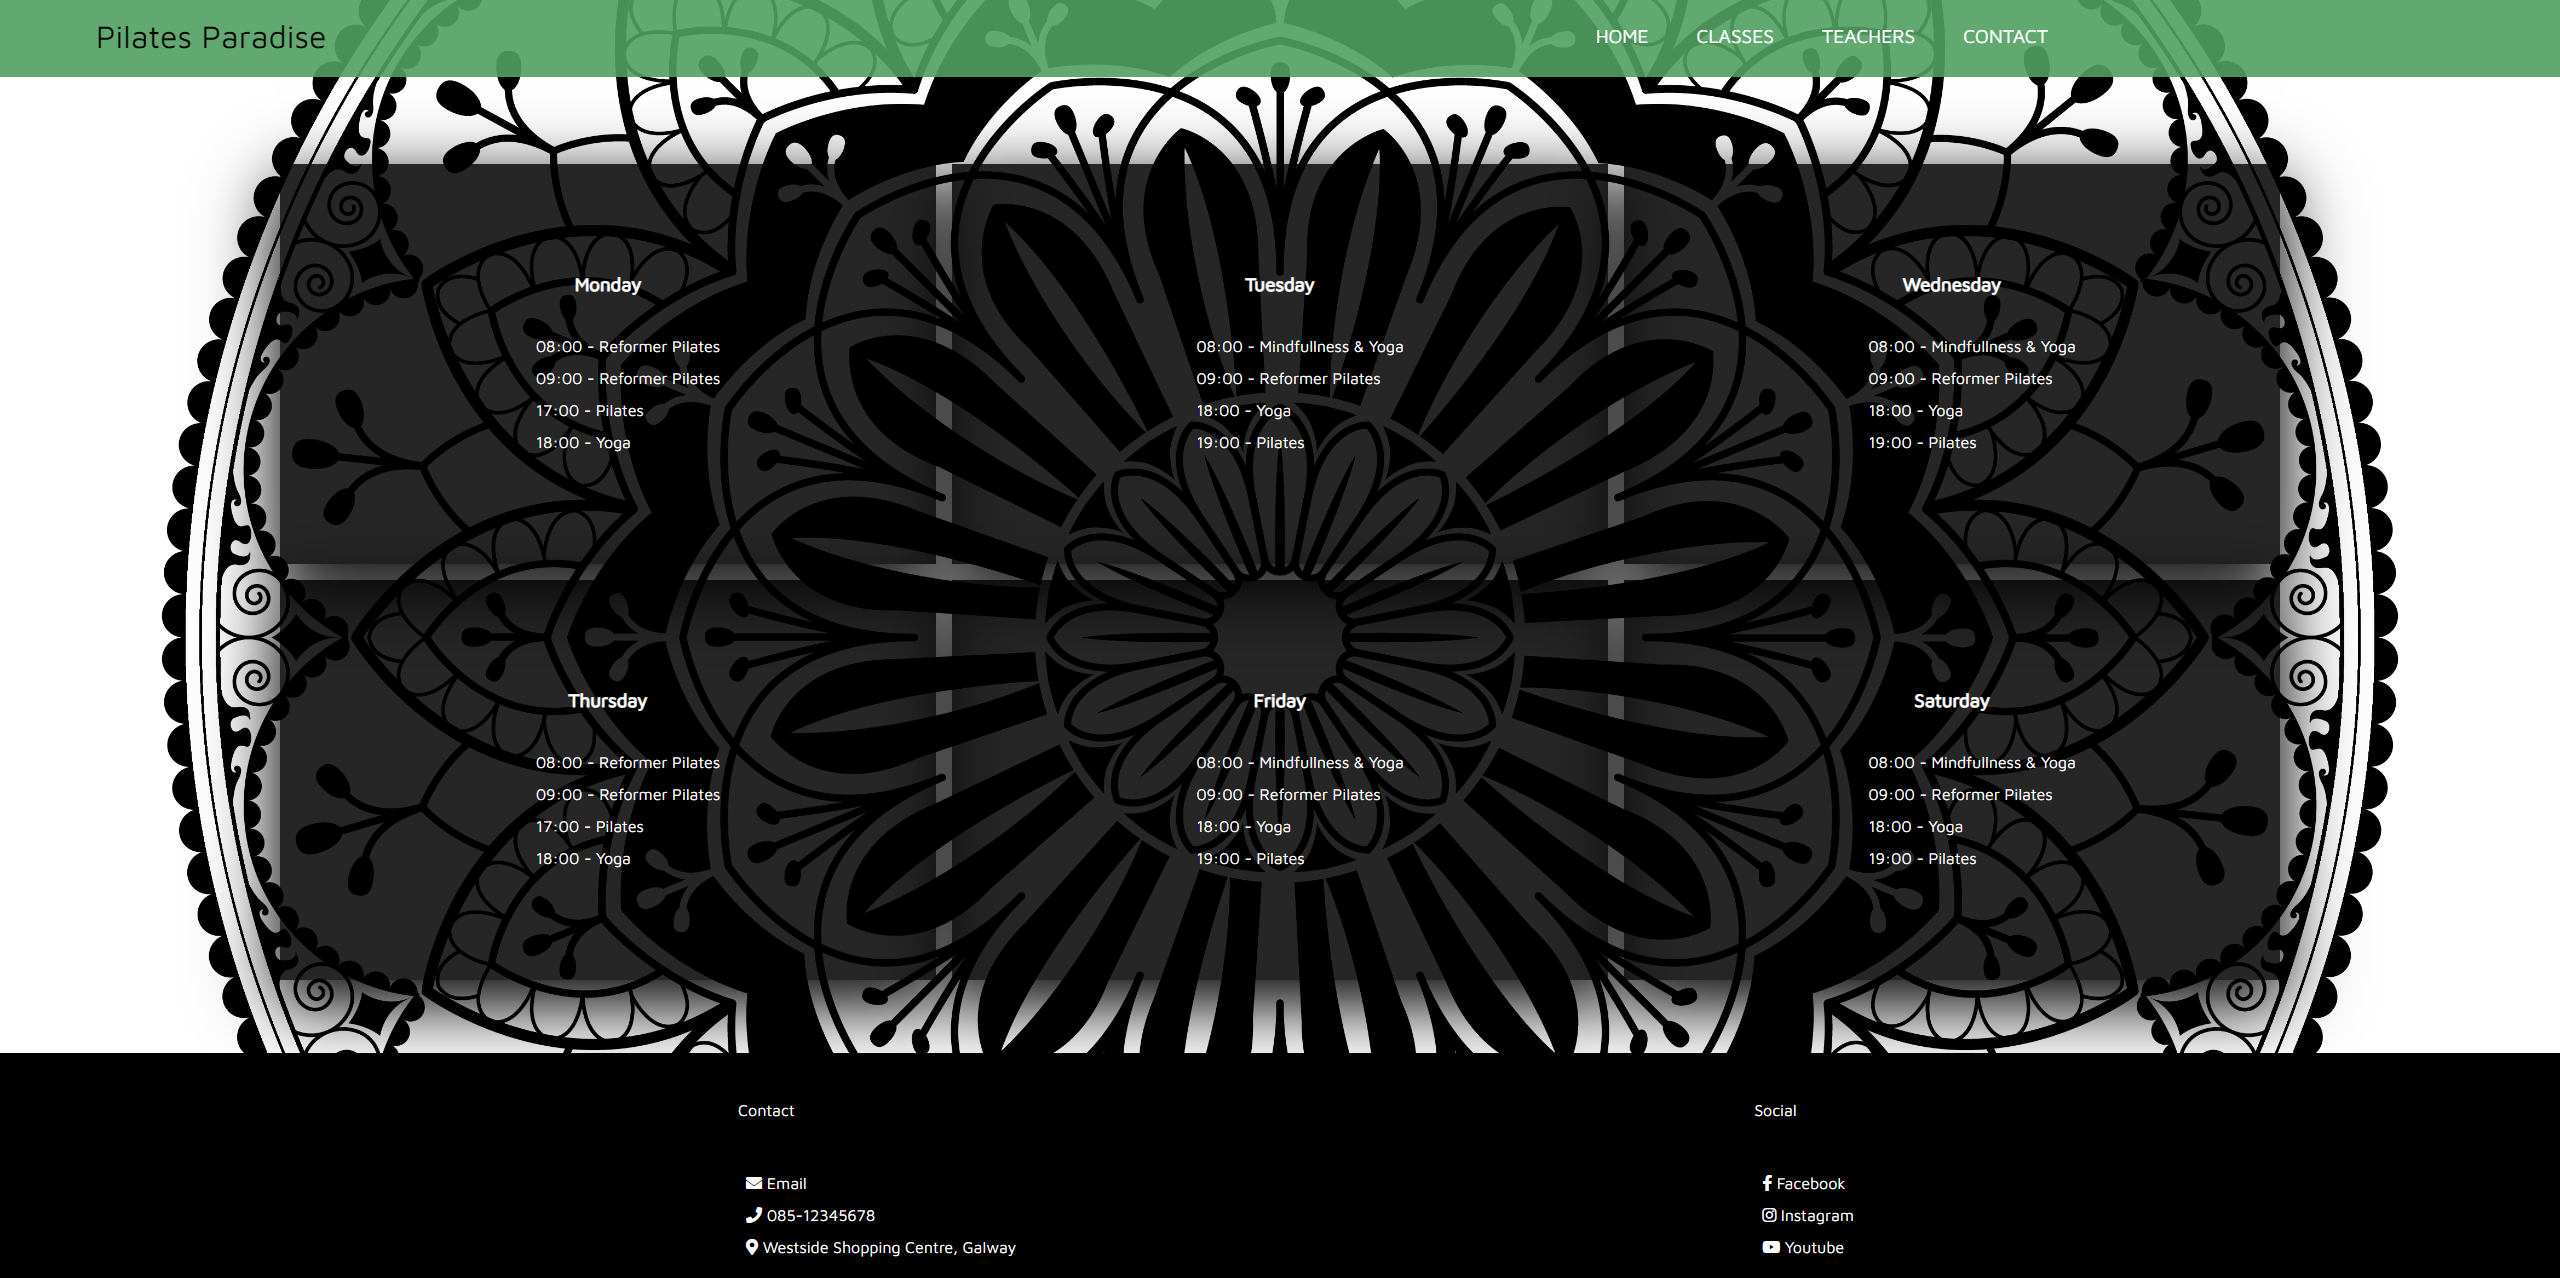 Pilates Paradise
HOME CLASSES TEACHERS CONTACT
Monday
08:00 - Reformer Pilates
09:00 - Reformer Pilates
17:00 - Pilates
18:00 - Yoga
Tuesday
08:00 - Mindfullness & Yoga
09:00 - Reformer Pilates
18:00 - Yoga
19:00 - Pilates
Wednesday
08:00 - Mindfullness & Yoga
09:00 - Reformer Pilates
18:00 - Yoga
19:00 - Pilates
Thursday
08:00 - Reformer Pilates
09:00 - Reformer Pilates
17:00 - Pilates
18:00 - Yoga
Friday
08:00 - Mindfullness & Yoga
09:00 - Reformer Pilates
18:00 - Yoga
19:00 - Pilates
Saturday
08:00 - Mindfullness & Yoga
09:00 - Reformer Pilates
18:00 - Yoga
19:00 - Pilates
Contact
Email
085-12345678
Westside Shopping Centre, Galway
Social
Facebook
Instagram
Youtube